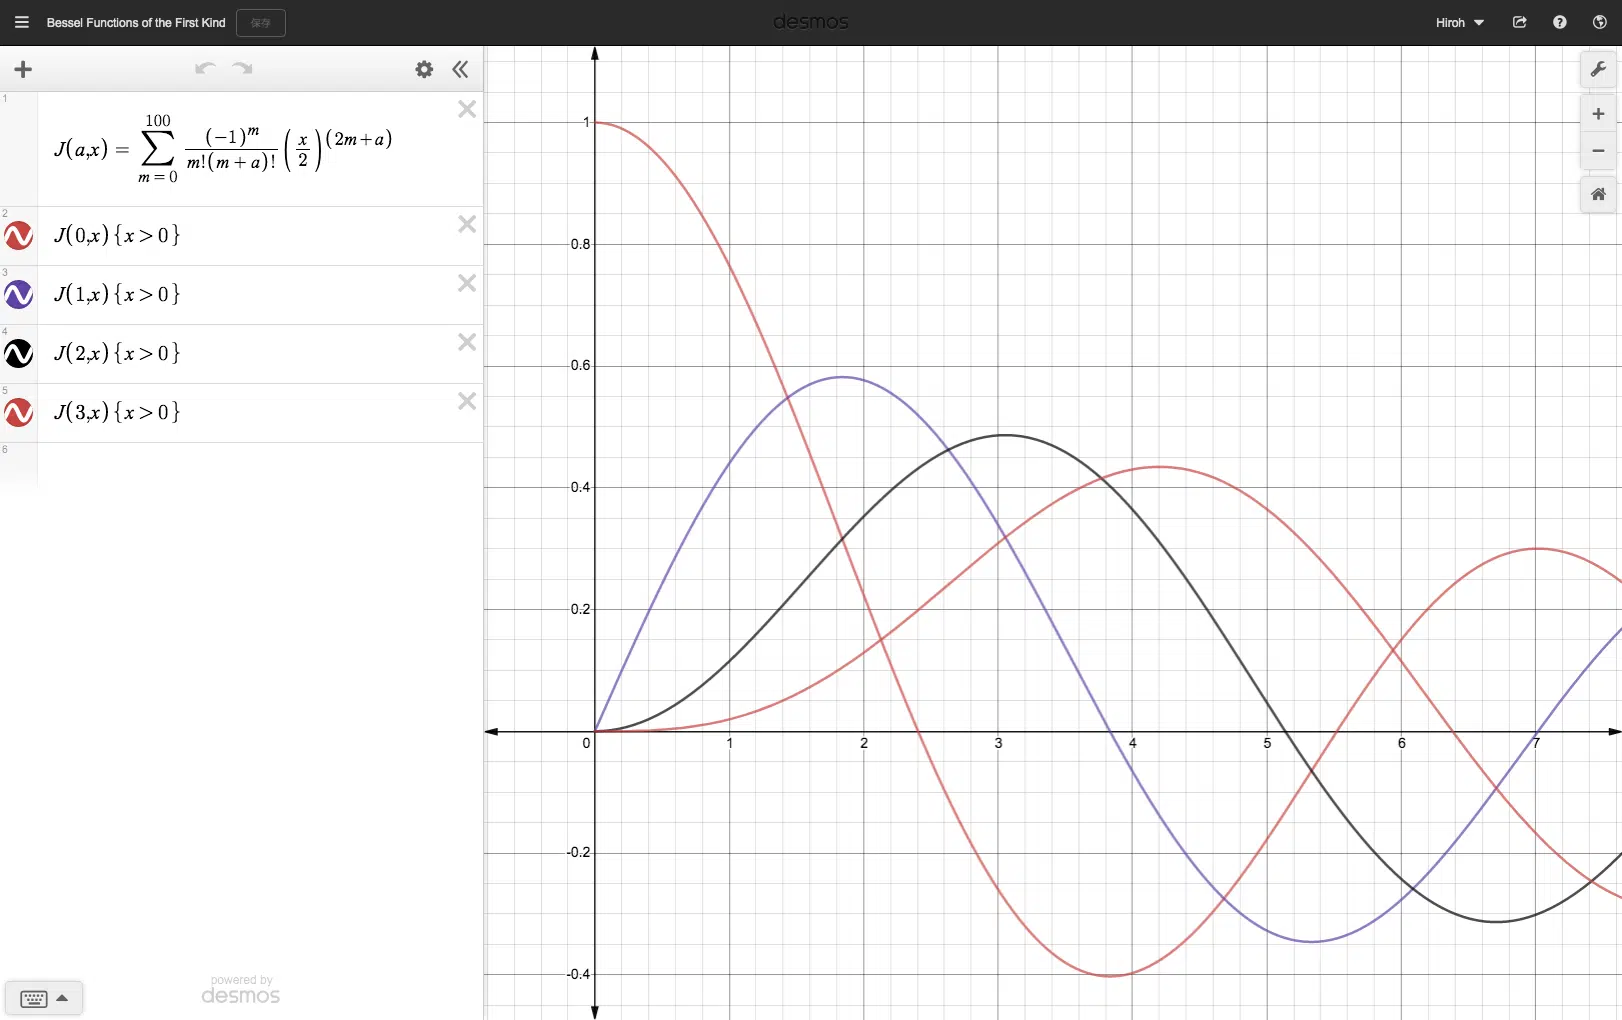 Bessel Functions of the First Kind 保存 desmos Hiroh
1
J(a,x) = \sum_{m=0}^{100} \frac{(-1)^m}{m!(m+a)!} \left(\frac{x}{2}\right)^{(2m+a)}
2
J(0,x){x>0}
3
J(1,x){x>0}
4
J(2,x){x>0}
5
J(3,x){x>0}
6
powered by
desmos
1
0.8
0.6
0.4
0.2
0 1 2 3 4 5 6 7
-0.2
-0.4